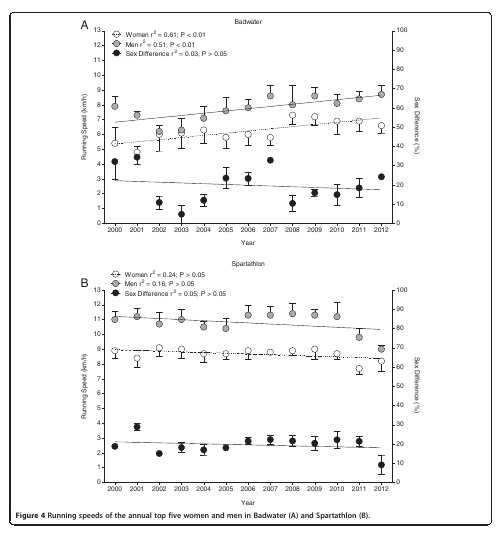 Badwater
A
Women r² = 0.61; P < 0.01
Men r² = 0.51; P < 0.01
Sex Difference r² = 0.03; P > 0.05
13 12 11 10 9 8 7 6 5 4 3 2 1 0
Running Speed (km/h)
100 90 80 70 60 50 40 30 20 10 0
Sex Difference (%)
2000 2001 2002 2003 2004 2005 2006 2007 2008 2009 2010 2011 2012
Year
Spartathlon
B
Women r² = 0.24; P > 0.05
Men r² = 0.16; P > 0.05
Sex Difference r² = 0.05; P > 0.05
13 12 11 10 9 8 7 6 5 4 3 2 1 0
Running Speed (km/h)
100 90 80 70 60 50 40 30 20 10 0
Sex Difference (%)
2000 2001 2002 2003 2004 2005 2006 2007 2008 2009 2010 2011 2012
Year
Figure 4 Running speeds of the annual top five women and men in Badwater (A) and Spartathlon (B).